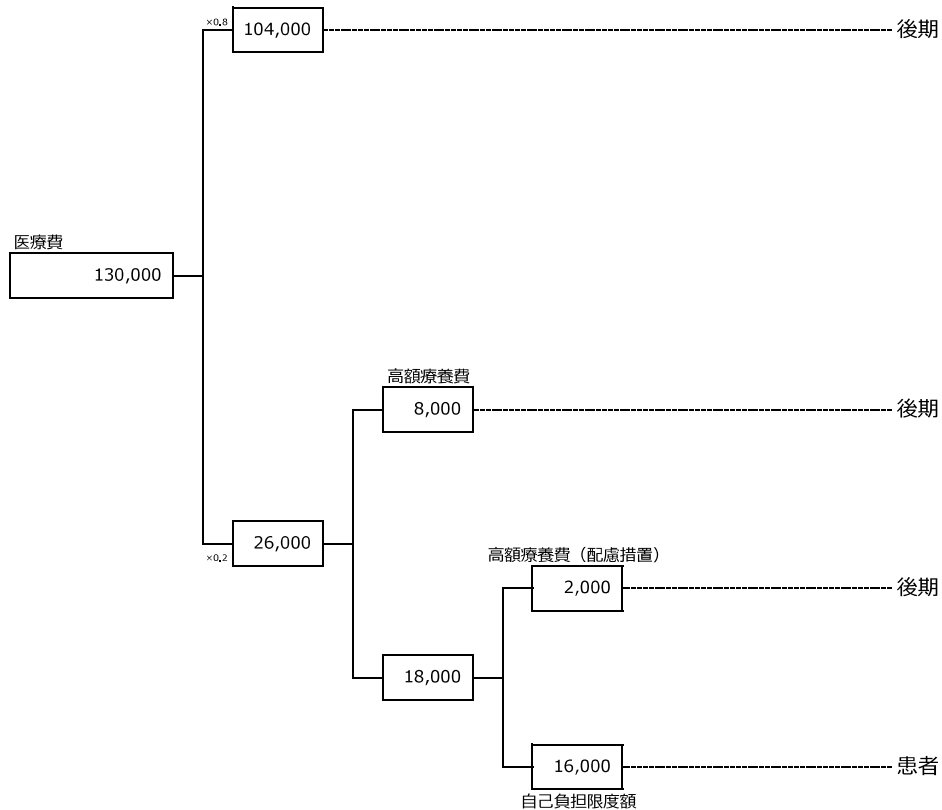 ×0.8
104,000
後期
医療費
130,000
高額療養費
8,000
後期
26,000
×0.2
高額療養費（配慮措置）
2,000
後期
18,000
16,000
患者
自己負担限度額